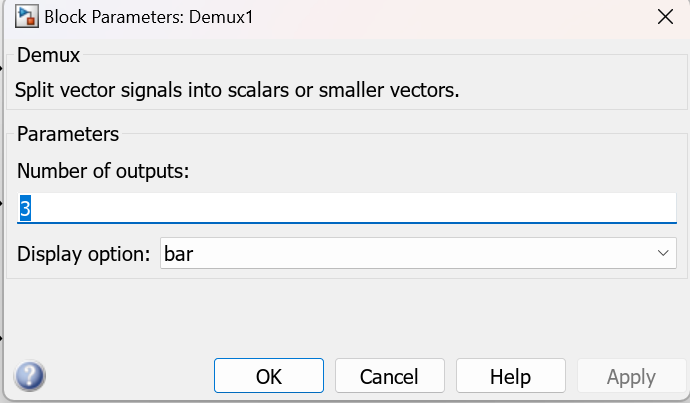 Block Parameters: Demux1
Demux
Split vector signals into scalars or smaller vectors.
Parameters
Number of outputs:
3
Display option: bar
?
OK Cancel Help Apply